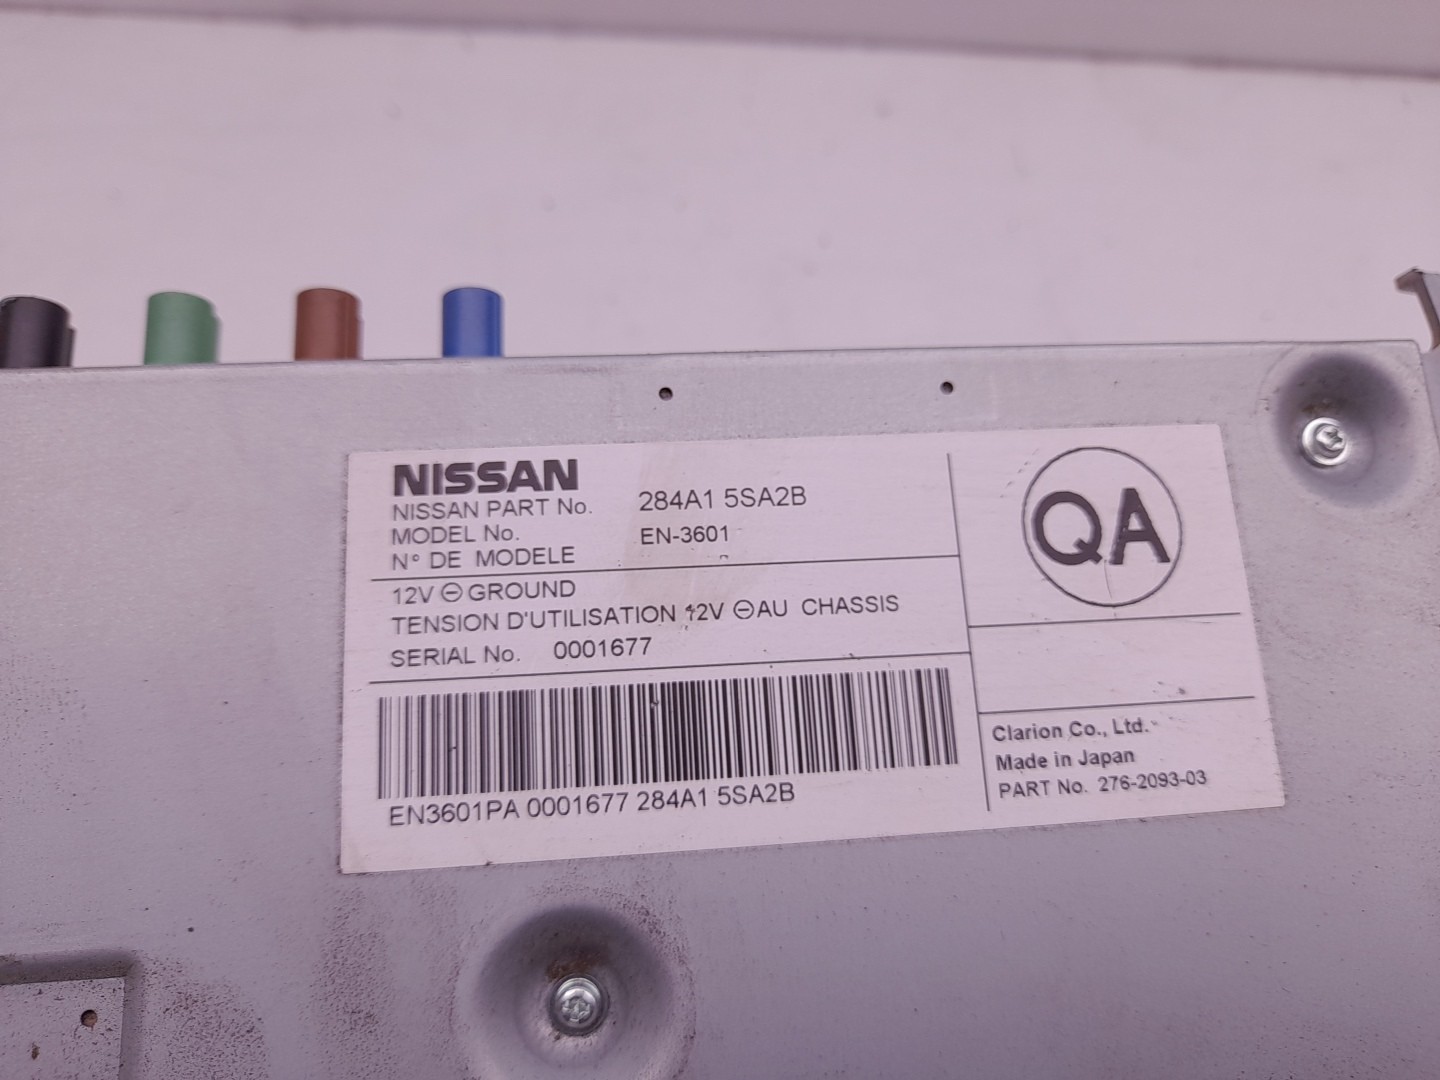 NISSAN
NISSAN PART No. 284A1 5SA2B
MODEL No. EN-3601
N° DE MODELE
12V ⊖ GROUND
TENSION D'UTILISATION 12V ⊖ AU CHASSIS
SERIAL No. 0001677
EN3601PA 0001677 284A1 5SA2B
QA
Clarion Co., Ltd.
Made in Japan
PART No. 276-2093-03